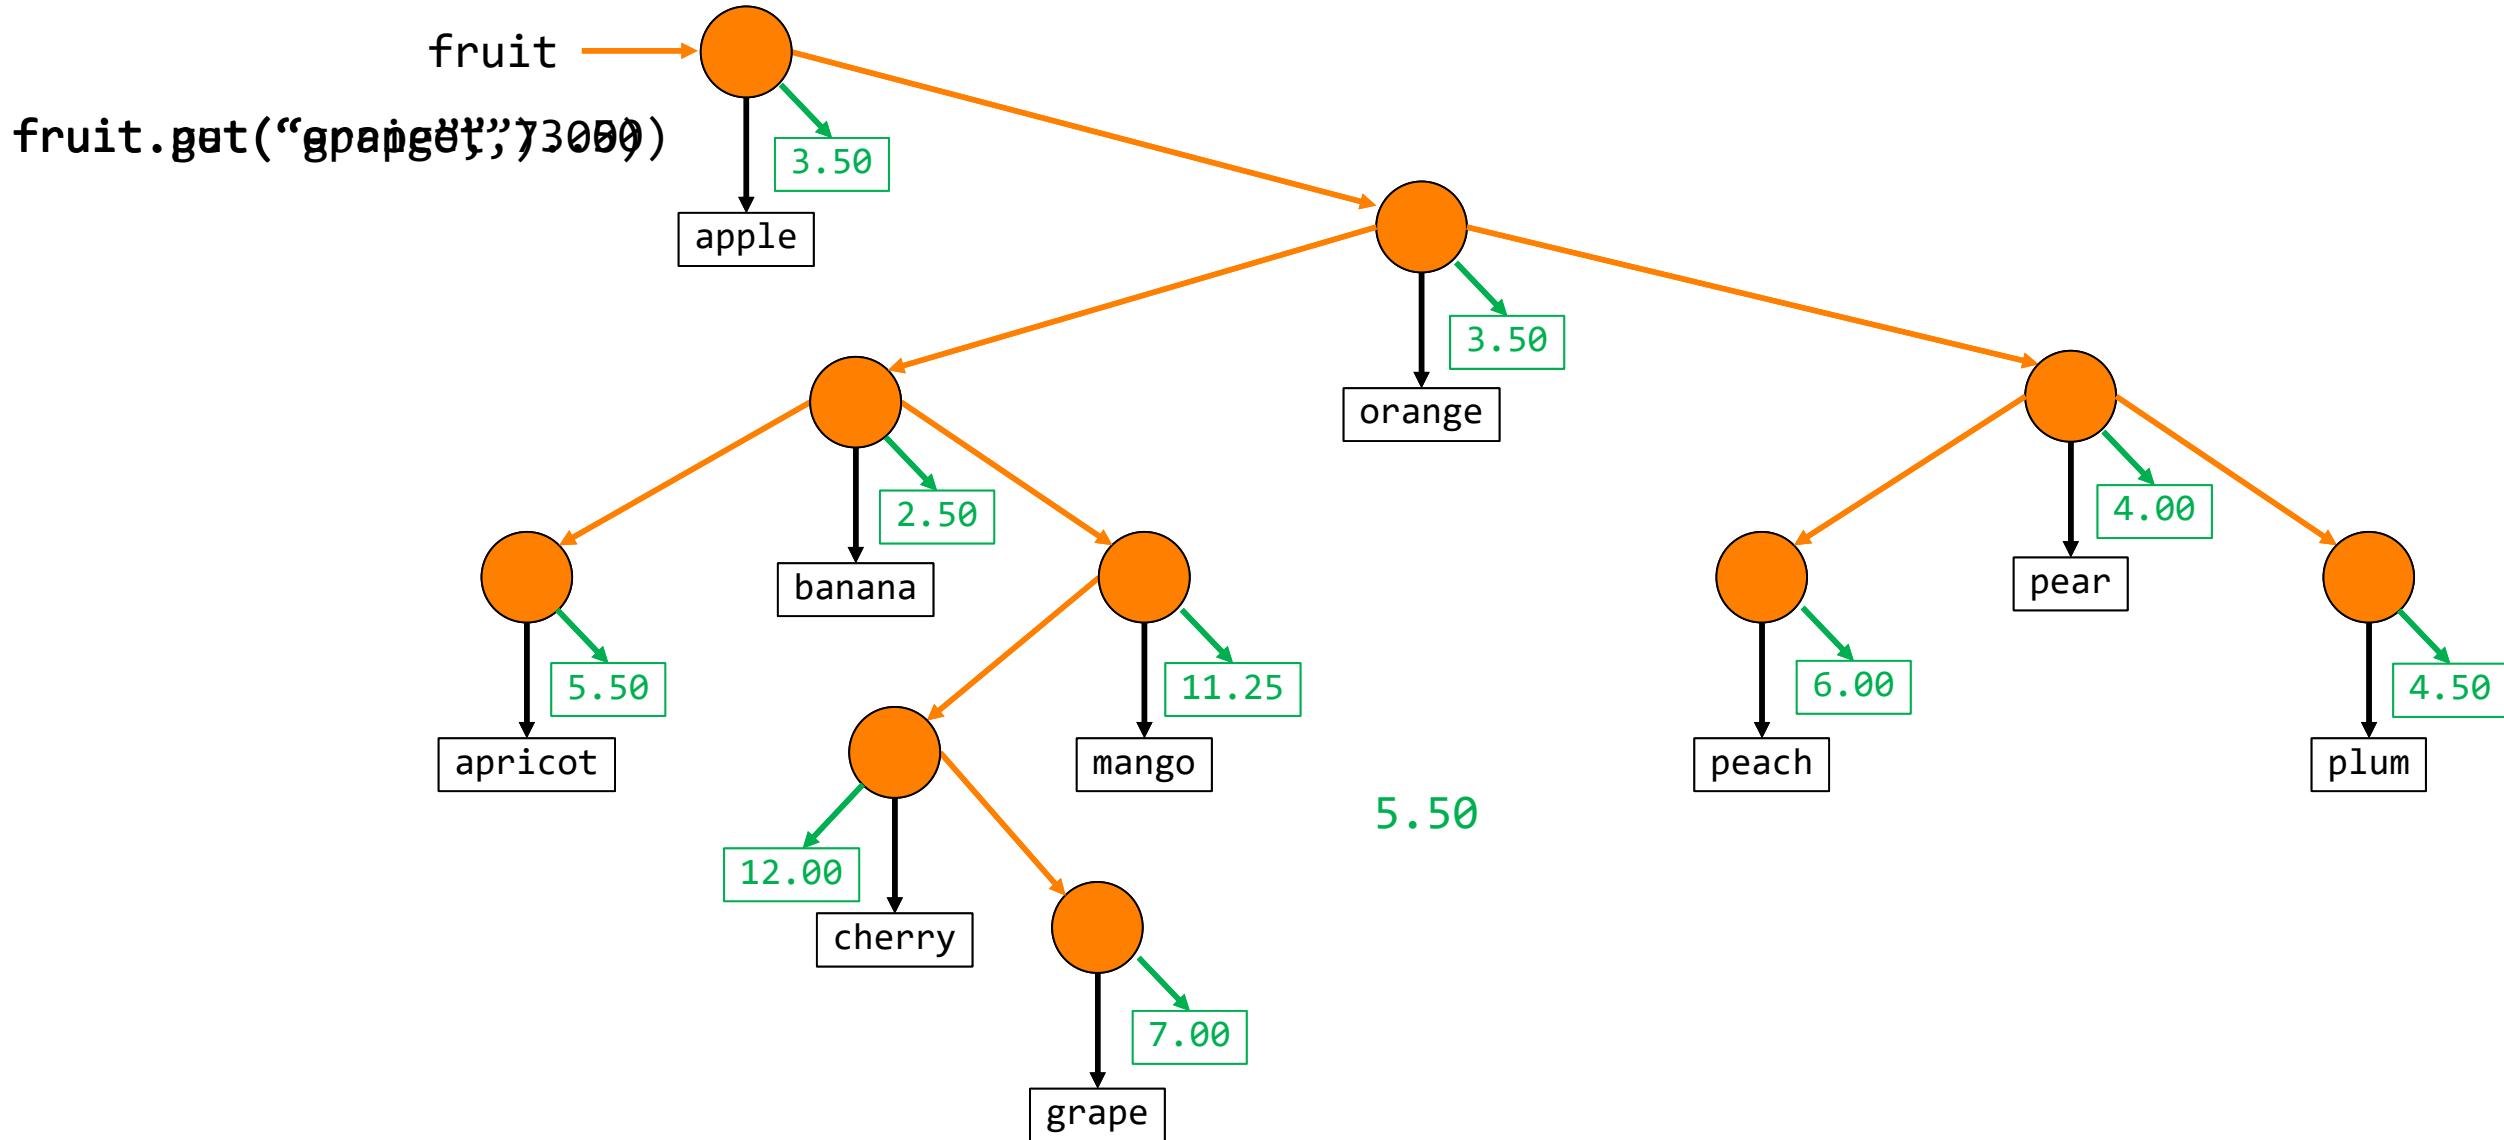 fruit
3.50
apple
3.50
orange
2.50
banana
4.00
pear
5.50
apricot
11.25
mango
6.00
peach
4.50
plum
5.50
12.00
cherry
7.00
grape